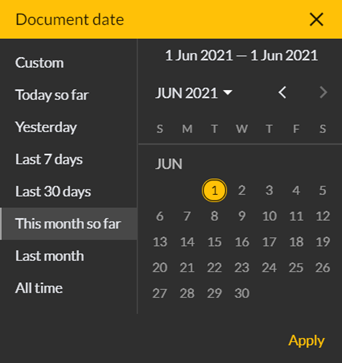 Document date
Custom
Today so far
Yesterday
Last 7 days
Last 30 days
This month so far
Last month
All time
1 Jun 2021 — 1 Jun 2021
JUN 2021
S M T W T F S
JUN
1 2 3 4 5
6 7 8 9 10 11 12
13 14 15 16 17 18 19
20 21 22 23 24 25 26
27 28 29 30
Apply